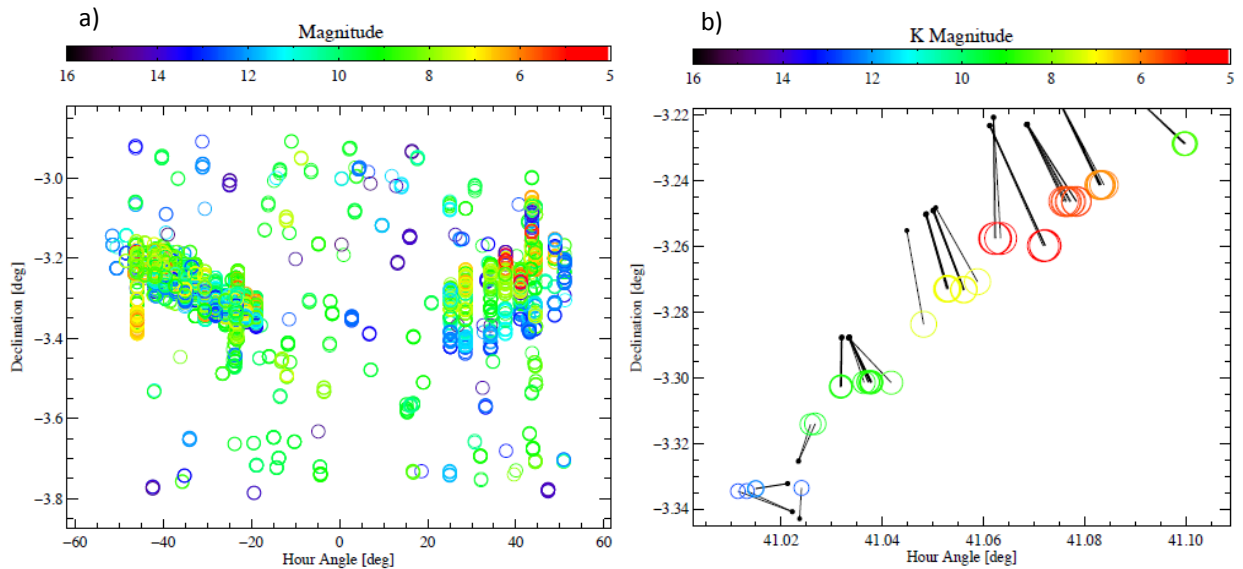 a)
Magnitude
16 14 12 10 8 6 5
−3.0
−3.2
−3.4
−3.6
−3.8
Declination [deg]
−60 −40 −20 0 20 40 60
Hour Angle [deg]
b)
K Magnitude
16 14 12 10 8 6 5
−3.22
−3.24
−3.26
−3.28
−3.30
−3.32
−3.34
Declination [deg]
41.02 41.04 41.06 41.08 41.10
Hour Angle [deg]